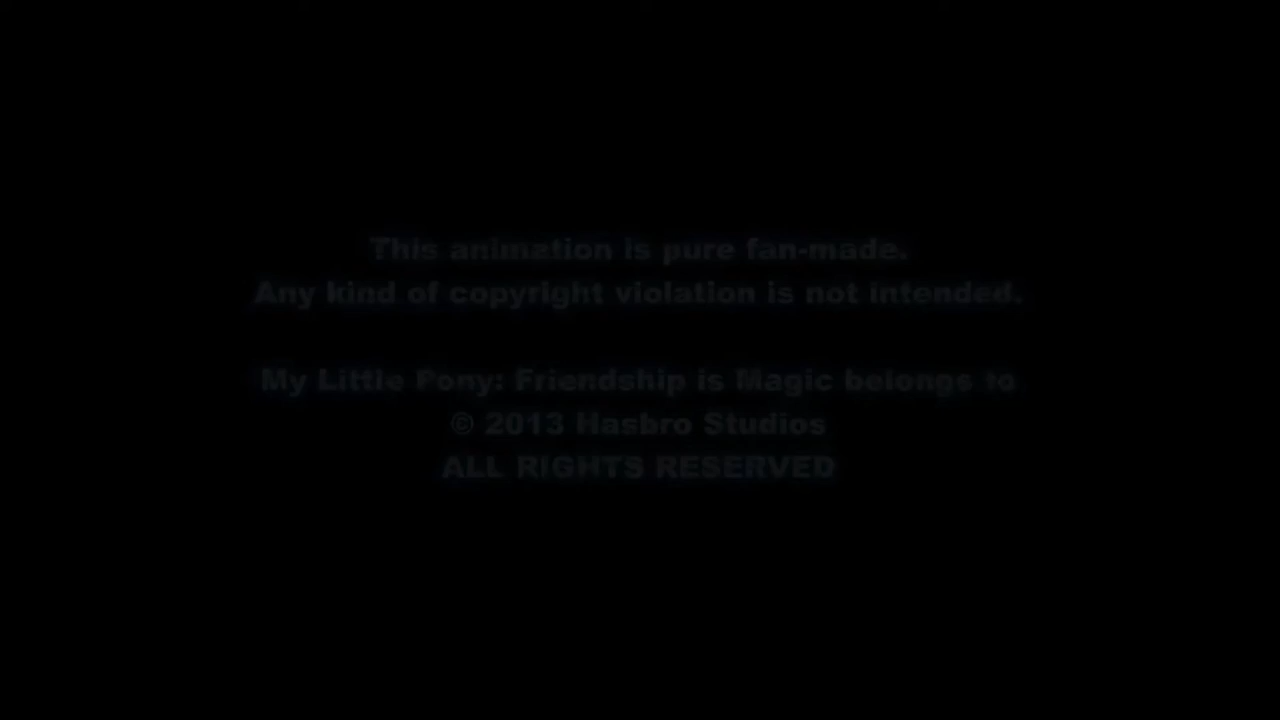 This animation is pure fan-made.
Any kind of copyright violation is not intended.
My Little Pony: Friendship is Magic belongs to
© 2013 Hasbro Studios
ALL RIGHTS RESERVED